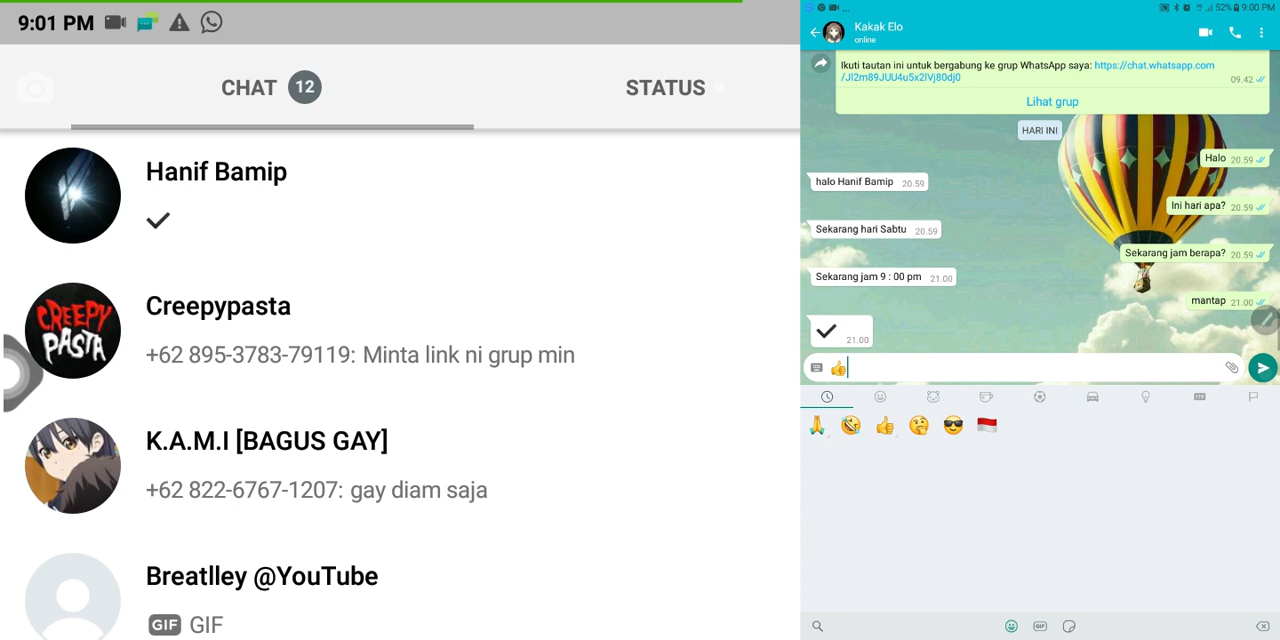 9:01 PM
CHAT 12
STATUS
Hanif Bamip
CREEPY
PASTA
Creepypasta
+62 895-3783-79119: Minta link ni grup min
K.A.M.I [BAGUS GAY]
+62 822-6767-1207: gay diam saja
Breatlley @YouTube
GIF GIF
52% 9:00 PM
Kakak Elo
online
Ikuti tautan ini untuk bergabung ke grup WhatsApp saya: https://chat.whatsapp.com
/JI2m89JUU4u5x2lVj80dj0
09.42
Lihat grup
HARI INI
Halo 20.59
halo Hanif Bamip 20.59
Ini hari apa? 20.59
Sekarang hari Sabtu 20.59
Sekarang jam berapa? 20.59
Sekarang jam 9 : 00 pm 21.00
mantap 21.00
21.00
GIF